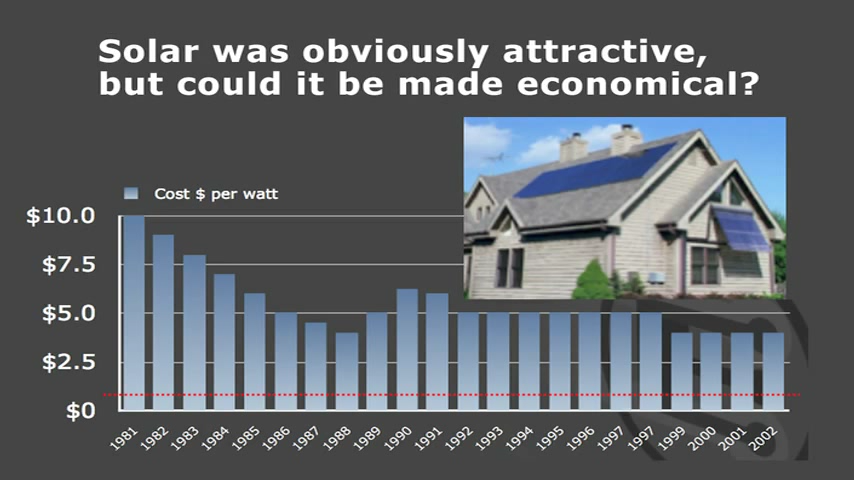 Solar was obviously attractive,
but could it be made economical?
Cost $ per watt
$10.0
$7.5
$5.0
$2.5
$0
1981 1982 1983 1984 1985 1986 1987 1988 1989 1990 1991 1992 1993 1994 1995 1996 1997 1997 1999 2000 2001 2002